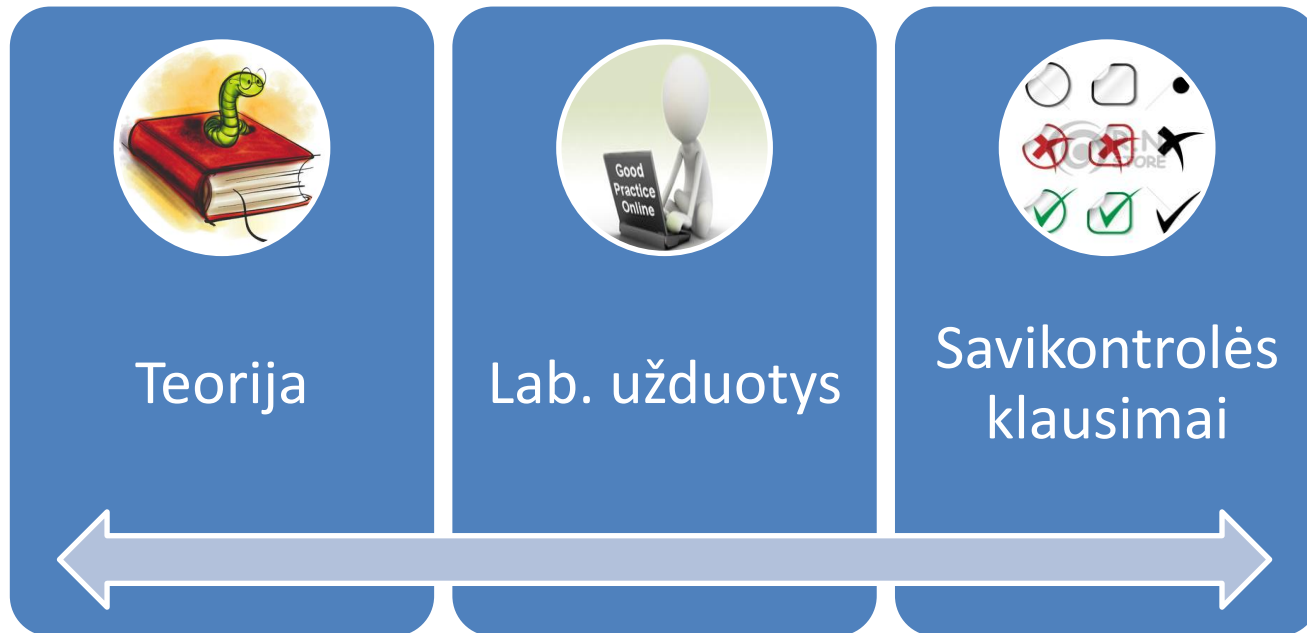 Good
Practice
Online
Teorija
Lab. užduotys
Savikontrolės
klausimai